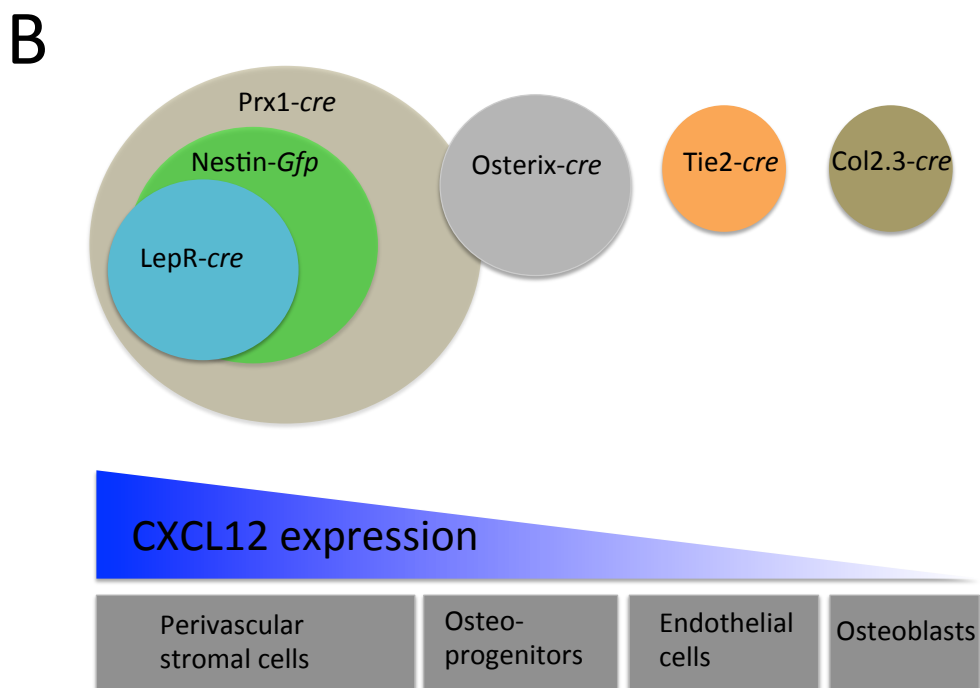 B
Prx1-cre
Nestin-Gfp
LepR-cre
Osterix-cre
Tie2-cre
Col2.3-cre
CXCL12 expression
Perivascular
stromal cells
Osteo-
progenitors
Endothelial
cells
Osteoblasts